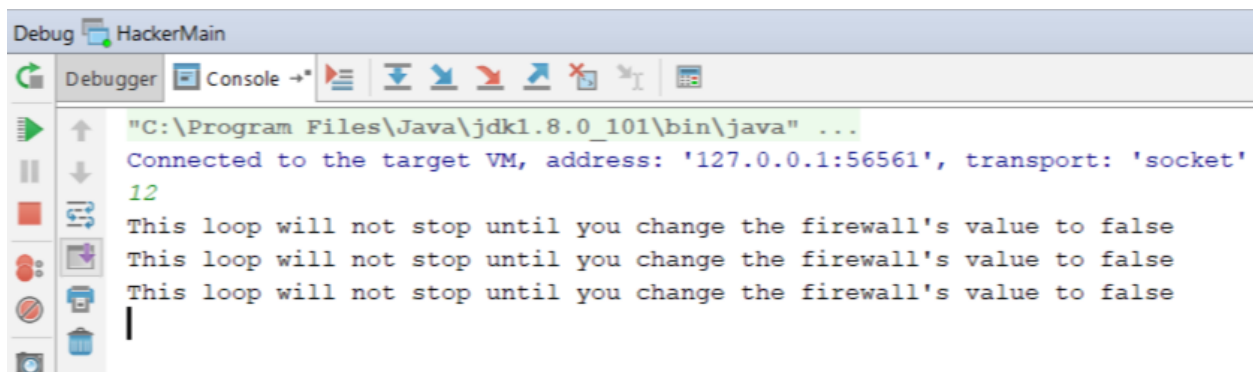 Debug HackerMain
Debugger Console
"C:\Program Files\Java\jdk1.8.0_101\bin\java" ...
Connected to the target VM, address: '127.0.0.1:56561', transport: 'socket'
12
This loop will not stop until you change the firewall's value to false
This loop will not stop until you change the firewall's value to false
This loop will not stop until you change the firewall's value to false